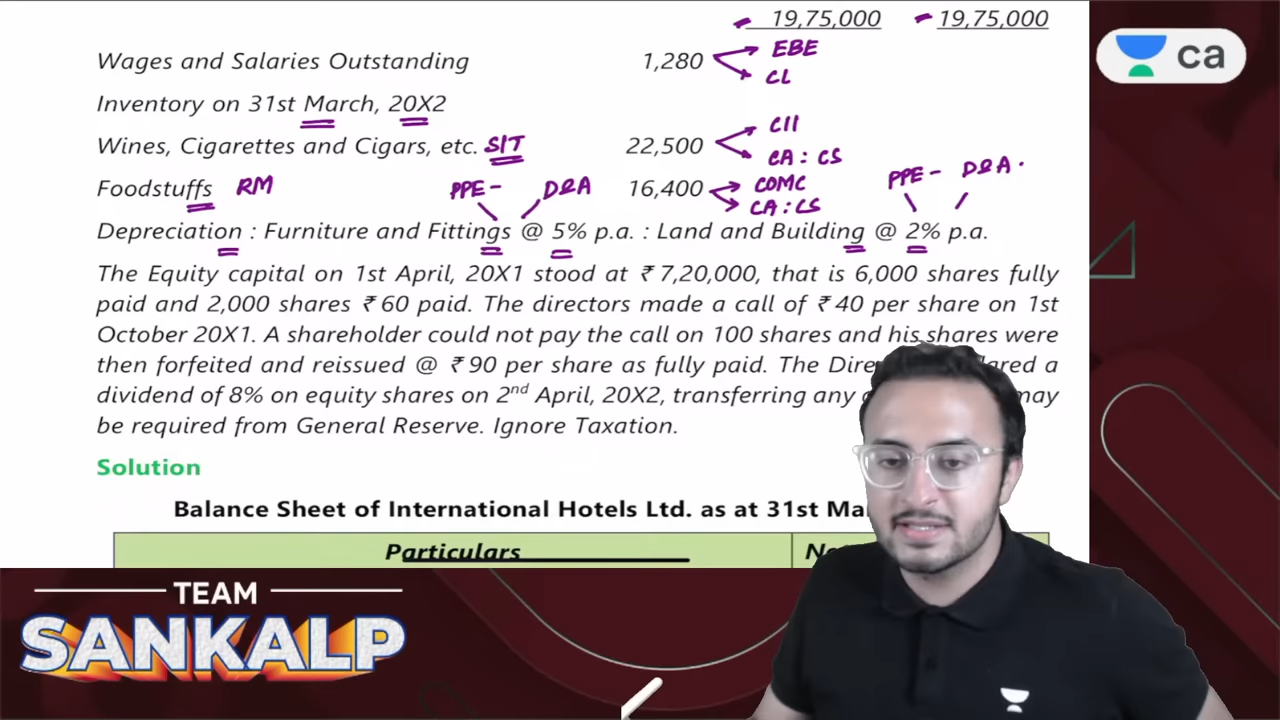 19,75,000 19,75,000
Wages and Salaries Outstanding 1,280 EBE
CL
Inventory on 31st March, 20X2
Wines, Cigarettes and Cigars, etc. SIT 22,500 CII
CA : CS
Foodstuffs RM PPE - D&A 16,400 COMC
CA : CS PPE - D&A.
Depreciation : Furniture and Fittings @ 5% p.a. : Land and Building @ 2% p.a.
The Equity capital on 1st April, 20X1 stood at ₹ 7,20,000, that is 6,000 shares fully
paid and 2,000 shares ₹ 60 paid. The directors made a call of ₹ 40 per share on 1st
October 20X1. A shareholder could not pay the call on 100 shares and his shares were
then forfeited and reissued @ ₹ 90 per share as fully paid. The
dividend of 8% on equity shares on 2nd April, 20X2, transferring any may
be required from General Reserve. Ignore Taxation.
Solution
Balance Sheet of International Hotels Ltd. as at 31st
Particulars
TEAM
SANKALP
ca